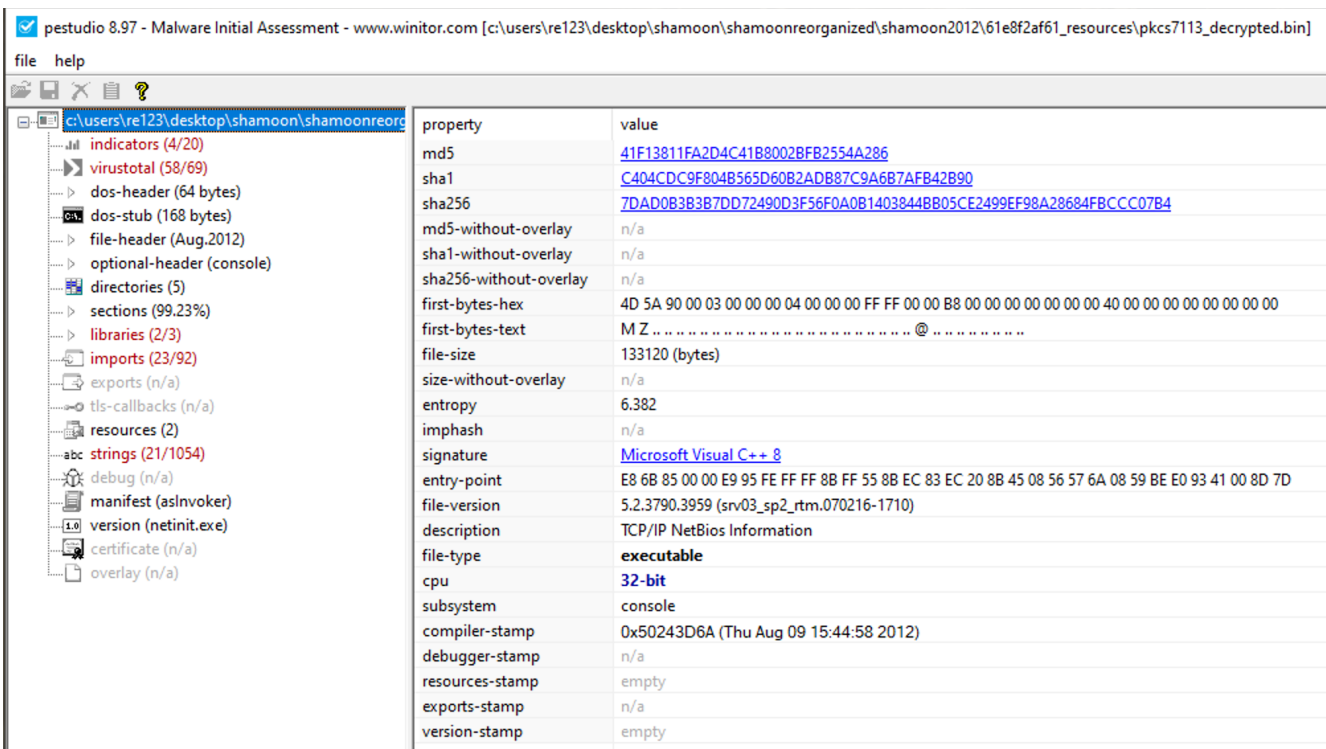 pestudio 8.97 - Malware Initial Assessment - www.winitor.com [c:\users\re123\desktop\shamoon\shamoonreorganized\shamoon2012\61e8f2af61_resources\pkcs7113_decrypted.bin]
file help
c:\users\re123\desktop\shamoon\shamoonreorg
indicators (4/20)
virustotal (58/69)
dos-header (64 bytes)
dos-stub (168 bytes)
file-header (Aug.2012)
optional-header (console)
directories (5)
sections (99.23%)
libraries (2/3)
imports (23/92)
exports (n/a)
tls-callbacks (n/a)
resources (2)
abc strings (21/1054)
debug (n/a)
manifest (asInvoker)
1.0 version (netinit.exe)
certificate (n/a)
overlay (n/a)
property value
md5 41F13811FA2D4C41B8002BFB2554A286
sha1 C404CDC9F804B565D60B2ADB87C9A6B7AFB42B90
sha256 7DAD0B3B3B7DD72490D3F56F0A0B1403844BB05CE2499EF98A28684FBCCC07B4
md5-without-overlay n/a
sha1-without-overlay n/a
sha256-without-overlay n/a
first-bytes-hex 4D 5A 90 00 03 00 00 00 04 00 00 00 FF FF 00 00 B8 00 00 00 00 00 00 00 40 00 00 00 00 00 00 00
first-bytes-text M Z .. .. .. .. .. .. .. .. .. .. .. .. .. .. .. .. .. .. .. .. .. .. @ .. .. .. .. .. .. ..
file-size 133120 (bytes)
size-without-overlay n/a
entropy 6.382
imphash n/a
signature Microsoft Visual C++ 8
entry-point E8 6B 85 00 00 E9 95 FE FF FF 8B FF 55 8B EC 83 EC 20 8B 45 08 56 57 6A 08 59 BE E0 93 41 00 8D 7D
file-version 5.2.3790.3959 (srv03_sp2_rtm.070216-1710)
description TCP/IP NetBios Information
file-type executable
cpu 32-bit
subsystem console
compiler-stamp 0x50243D6A (Thu Aug 09 15:44:58 2012)
debugger-stamp n/a
resources-stamp empty
exports-stamp n/a
version-stamp empty